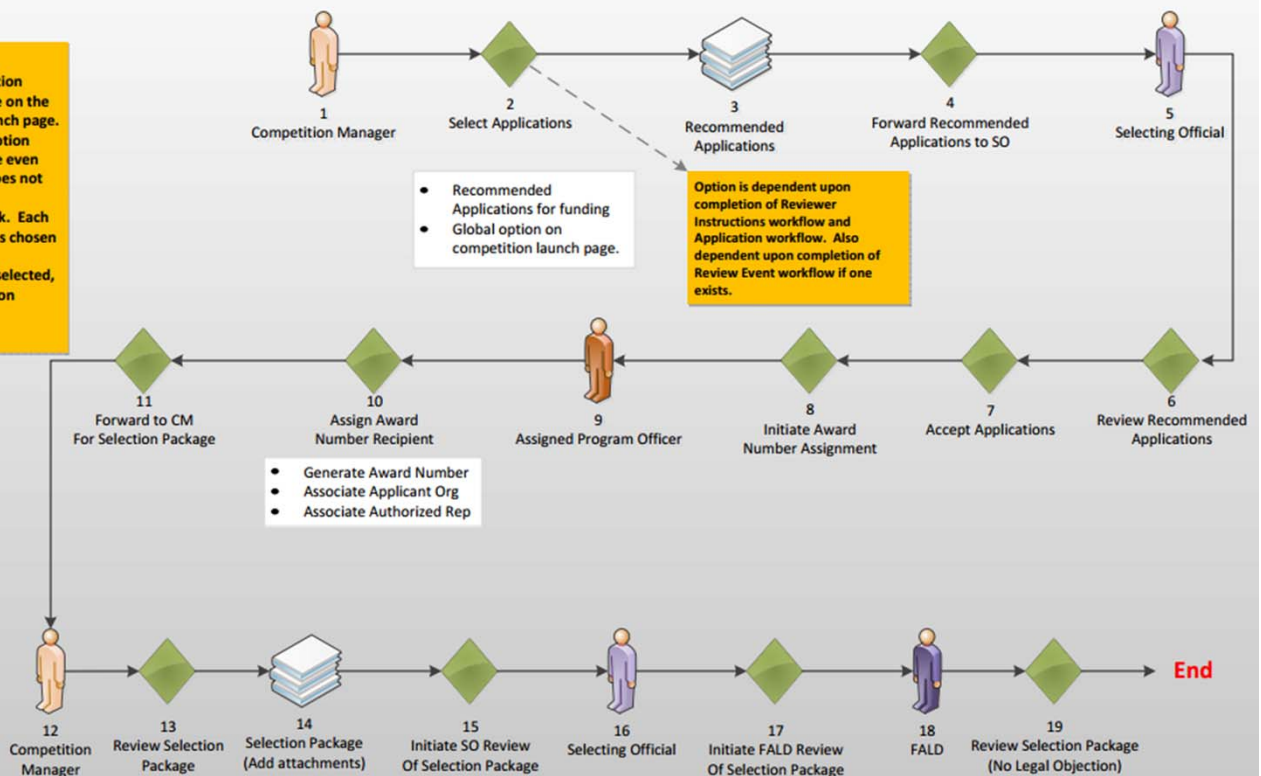 on the
page.
even
not
Each
chosen
selected,
1
Competition Manager
2
Select Applications
3
Recommended
Applications
4
Forward Recommended
Applications to SO
5
Selecting Official
• Recommended
Applications for funding
• Global option on
competition launch page.
Option is dependent upon
completion of Reviewer
Instructions workflow and
Application workflow. Also
dependent upon completion of
Review Event workflow if one
exists.
6
Review Recommended
Applications
7
Accept Applications
8
Initiate Award
Number Assignment
9
Assigned Program Officer
10
Assign Award
Number Recipient
• Generate Award Number
• Associate Applicant Org
• Associate Authorized Rep
11
Forward to CM
For Selection Package
12
Competition
Manager
13
Review Selection
Package
14
Selection Package
(Add attachments)
15
Initiate SO Review
Of Selection Package
16
Selecting Official
17
Initiate FALD Review
Of Selection Package
18
FALD
19
Review Selection Package
(No Legal Objection)
End